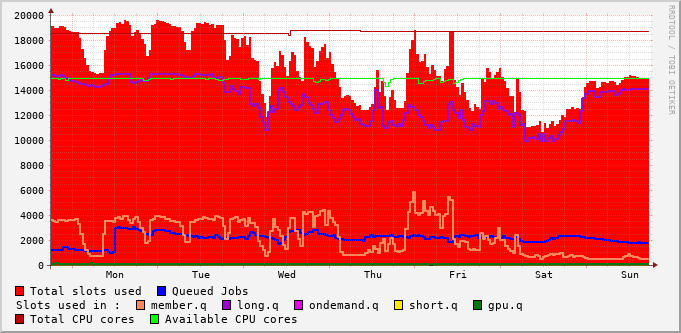 20000
18000
16000
14000
12000
10000
8000
6000
4000
2000
0
Mon Tue Wed Thu Fri Sat Sun
Total slots used Queued Jobs
Slots used in : member.q long.q ondemand.q short.q gpu.q
Total CPU cores Available CPU cores
RRDTOOL / TOBI OETIKER